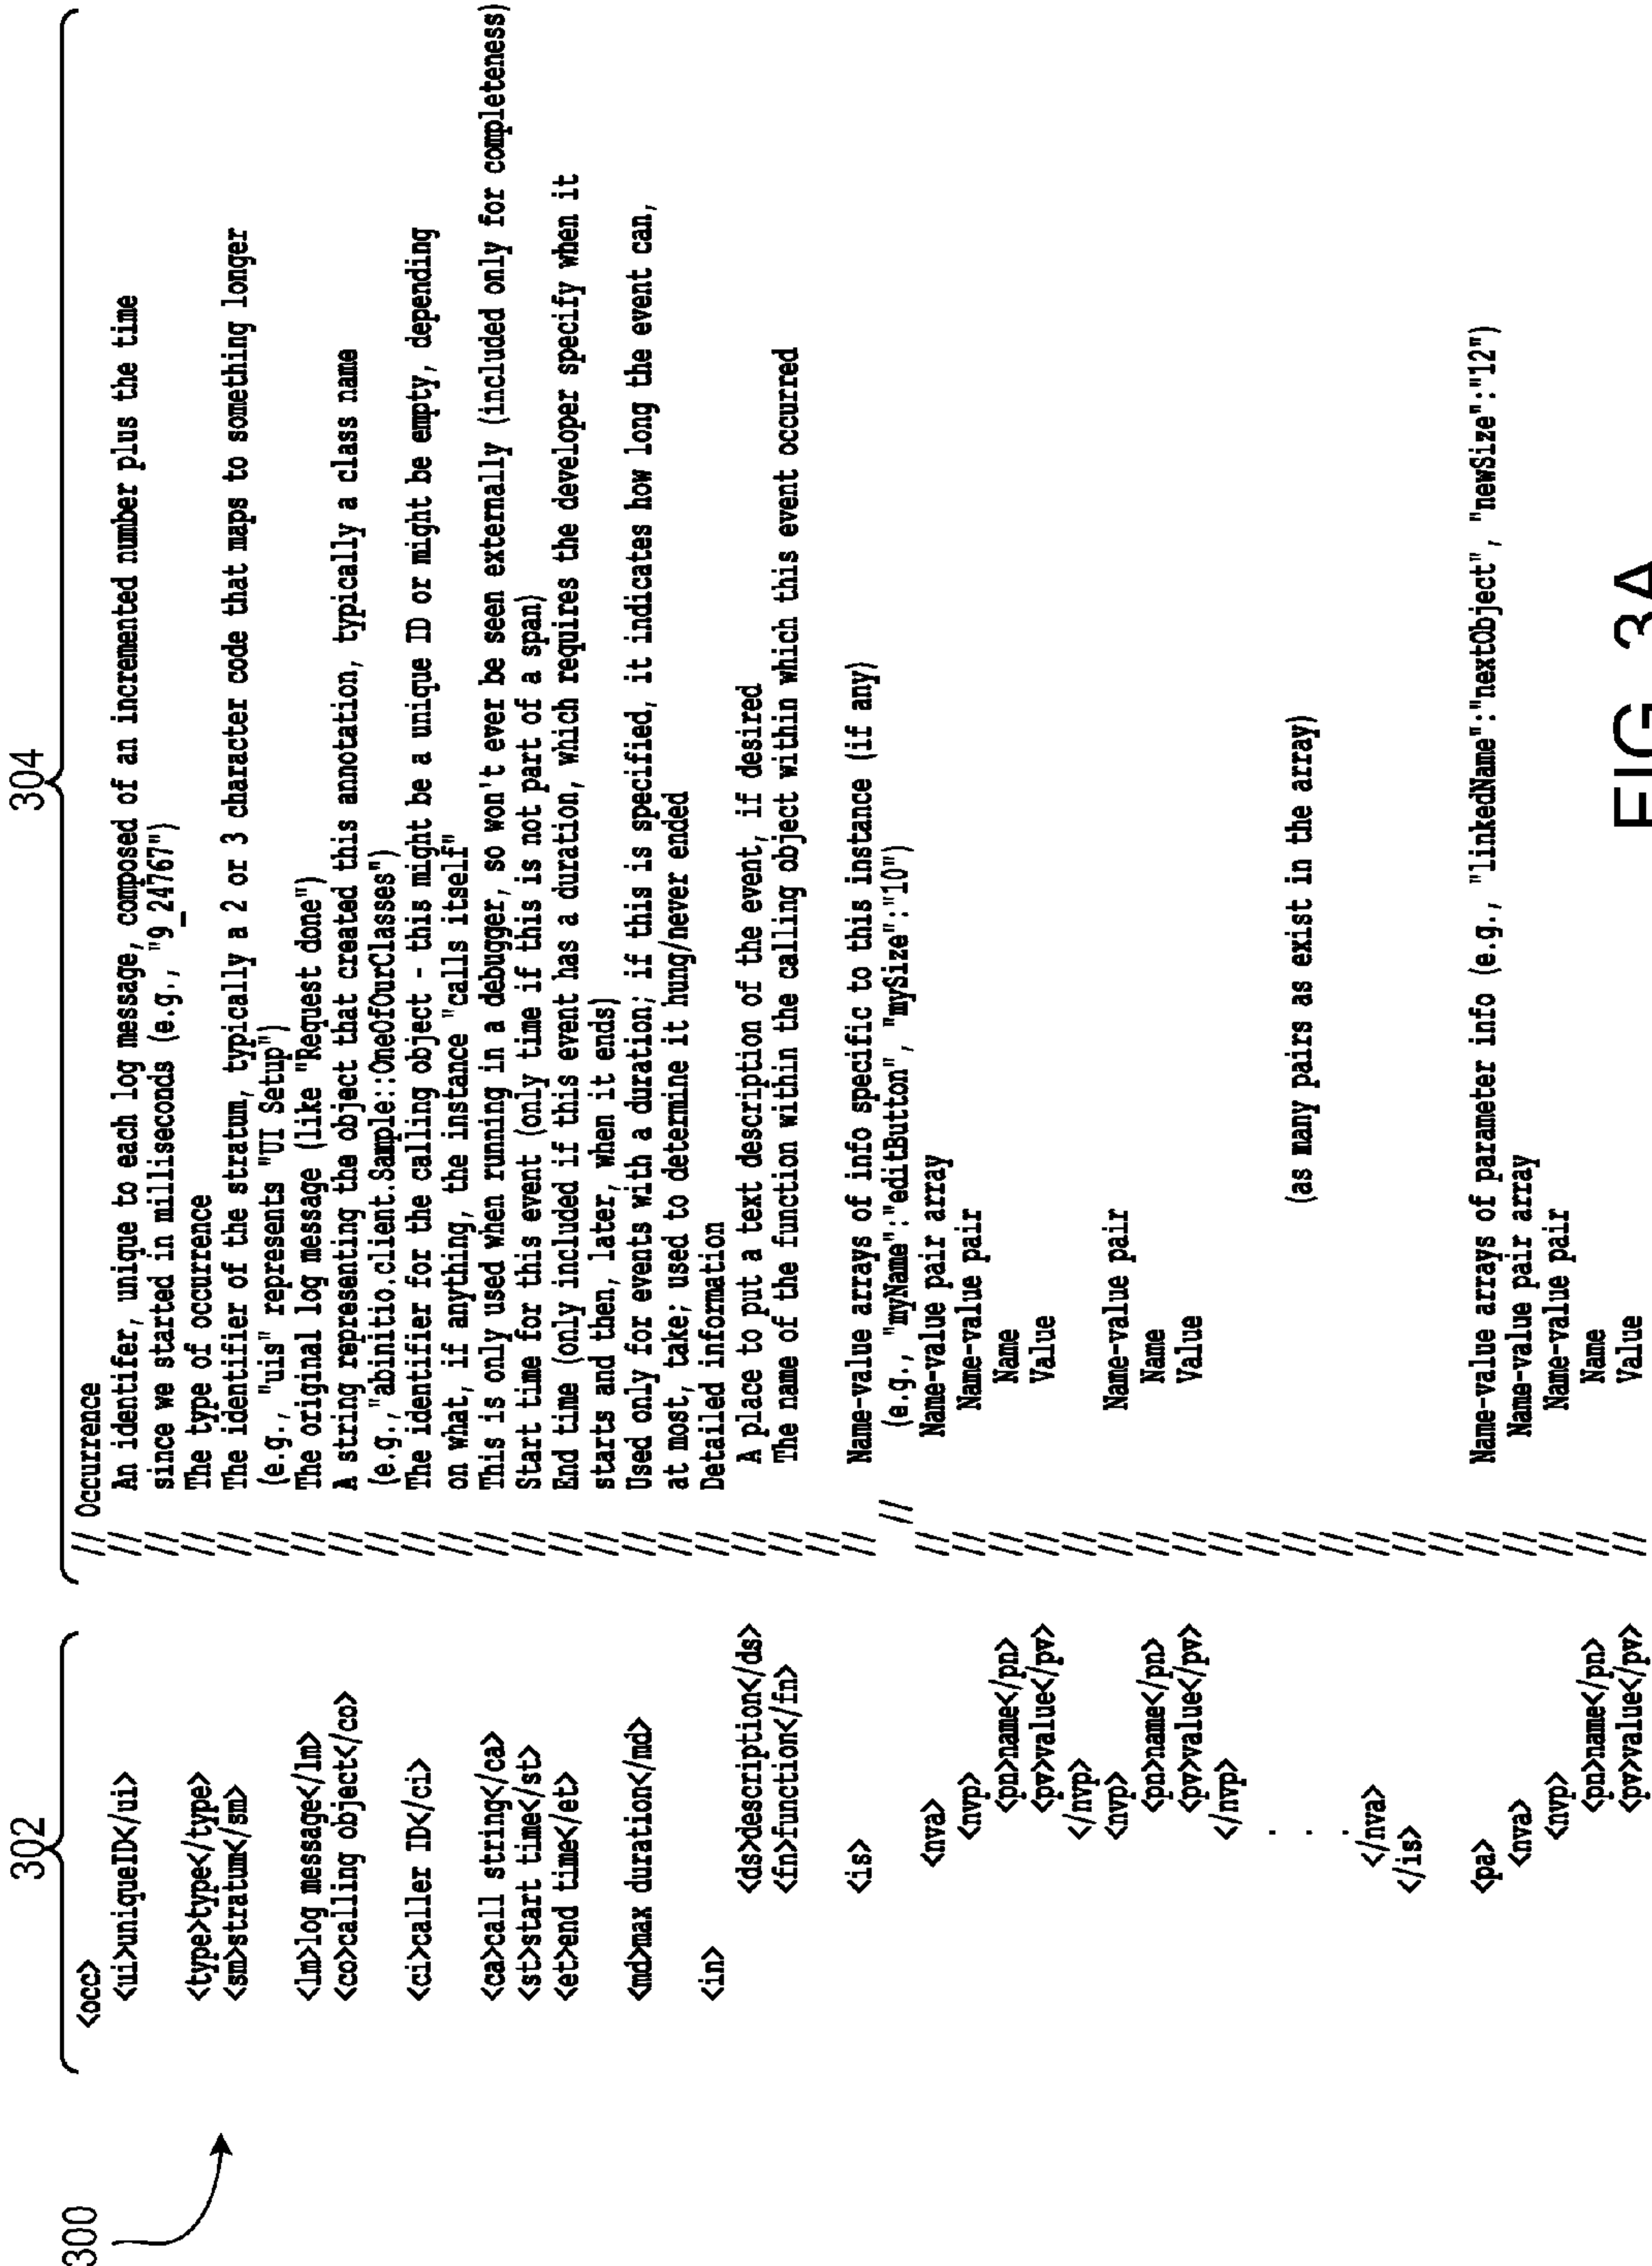 300
302
304
<occ> // Occurrence
<ui>uniqueID</ui> // An identifer, unique to each log message, composed of an incremented number plus the time
// since we started in milliseconds (e.g., "9_24767")
<type>type</type> // The type of occurrence
<sm>stratum</sm> // The identifier of the stratum, typically a 2 or 3 character code that maps to something longer
// (e.g., "uis" represents "UI Setup")
<lm>log message</lm> // The original log message (like "Request done")
<co>calling object</co> // A string representing the object that created this annotation, typically a class name
// (e.g.,"abinitio.client.Sample::OneOfOurClasses")
<ci>caller ID</ci> // The identifier for the calling object - this might be a unique ID or might be empty, depending
// on what, if anything, the instance "calls itself"
<ca>call string</ca> // This is only used when running in a debugger, so won't ever be seen externally (included only for completeness)
<st>start time</st> // Start time for this event (only time if this is not part of a span)
<et>end time</et> // End time (only included if this event has a duration, which requires the developer specify when it
// starts and then, later, when it ends)
<md>max duration</md> // Used only for events with a duration; if this is specified, it indicates how long the event can,
// at most, take; used to determine it hung/never ended
<in> // Detailed information
<ds>description</ds> // A place to put a text description of the event, if desired
<fn>function</fn> // The name of the function within the calling object within which this event occurred
//
<is> // Name-value arrays of info specific to this instance (if any)
// (e.g., "myName":"editButton", "mySize":"10")
<nva> // Name-value pair array
<nvp> // Name-value pair
<pn>name</pn> // Name
<pv>value</pv> // Value
</nvp> //
<nvp> // Name-value pair
<pn>name</pn> // Name
<pv>value</pv> // Value
</nvp> //
. //
. // (as many pairs as exist in the array)
. //
</nva> //
</is> //
//
<pa> // Name-value arrays of parameter info (e.g., "linkedName":"nextObject", "newSize":"12")
<nva> // Name-value pair array
<nvp> // Name-value pair
<pn>name</pn> // Name
<pv>value</pv> // Value
FIG. 3A